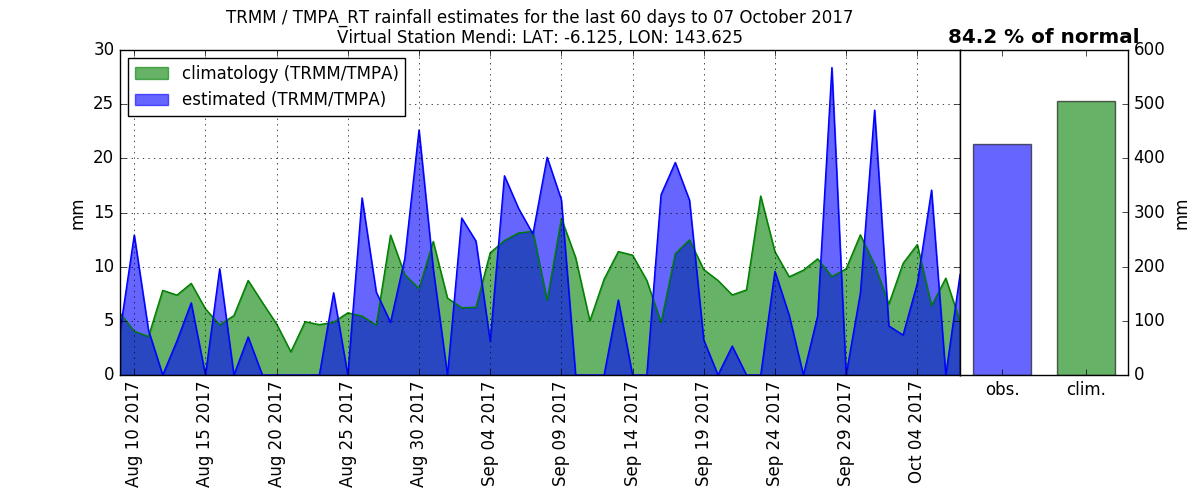 TRMM / TMPA_RT rainfall estimates for the last 60 days to 07 October 2017
Virtual Station Mendi: LAT: -6.125, LON: 143.625
84.2 % of normal
climatology (TRMM/TMPA)
estimated (TRMM/TMPA)
30
25
20
15
10
5
0
mm
600
500
400
300
200
100
0
mm
Aug 10 2017
Aug 15 2017
Aug 20 2017
Aug 25 2017
Aug 30 2017
Sep 04 2017
Sep 09 2017
Sep 14 2017
Sep 19 2017
Sep 24 2017
Sep 29 2017
Oct 04 2017
obs.
clim.